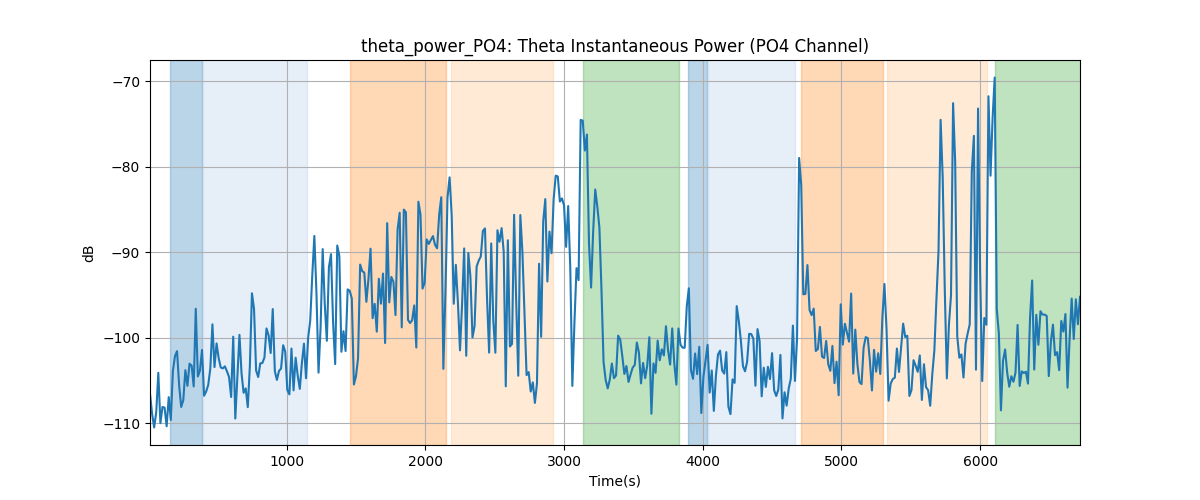 theta_power_PO4: Theta Instantaneous Power (PO4 Channel)
−70
−80
−90
−100
−110
dB
1000 2000 3000 4000 5000 6000
Time(s)